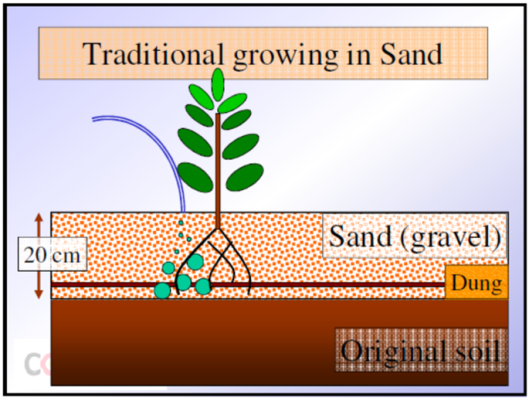 Traditional growing in Sand
Sand (gravel)
20 cm
Dung
Original soil